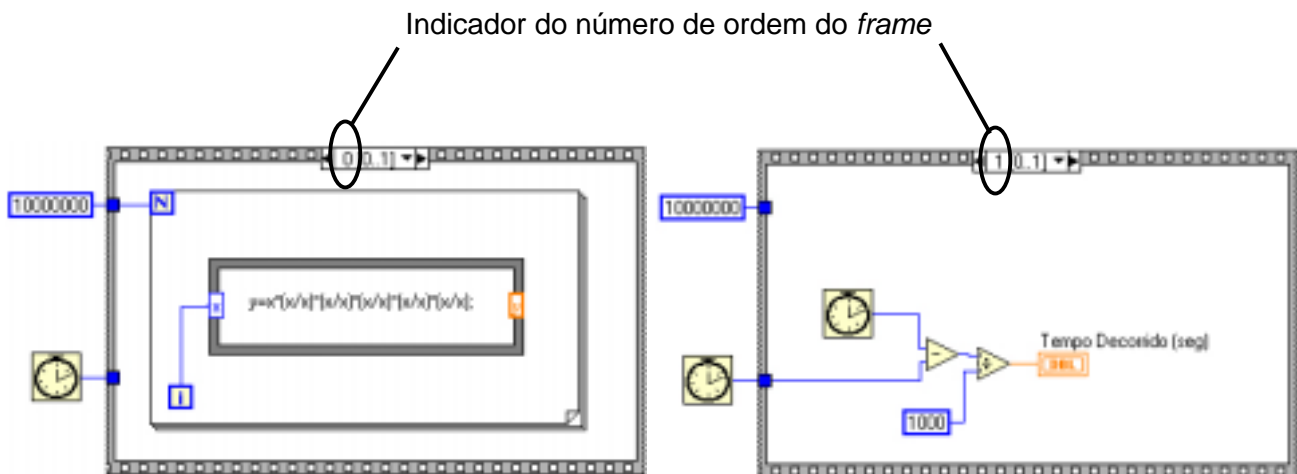 Indicador do número de ordem do frame
0 [0..1]
1 [0..1]
10000000
N
10000000
y=x*(x/x)*(x/x)*(x/x)*(x/x)*(x/x);
x
y
i
Tempo Decorrido (seg)
DBL
1000